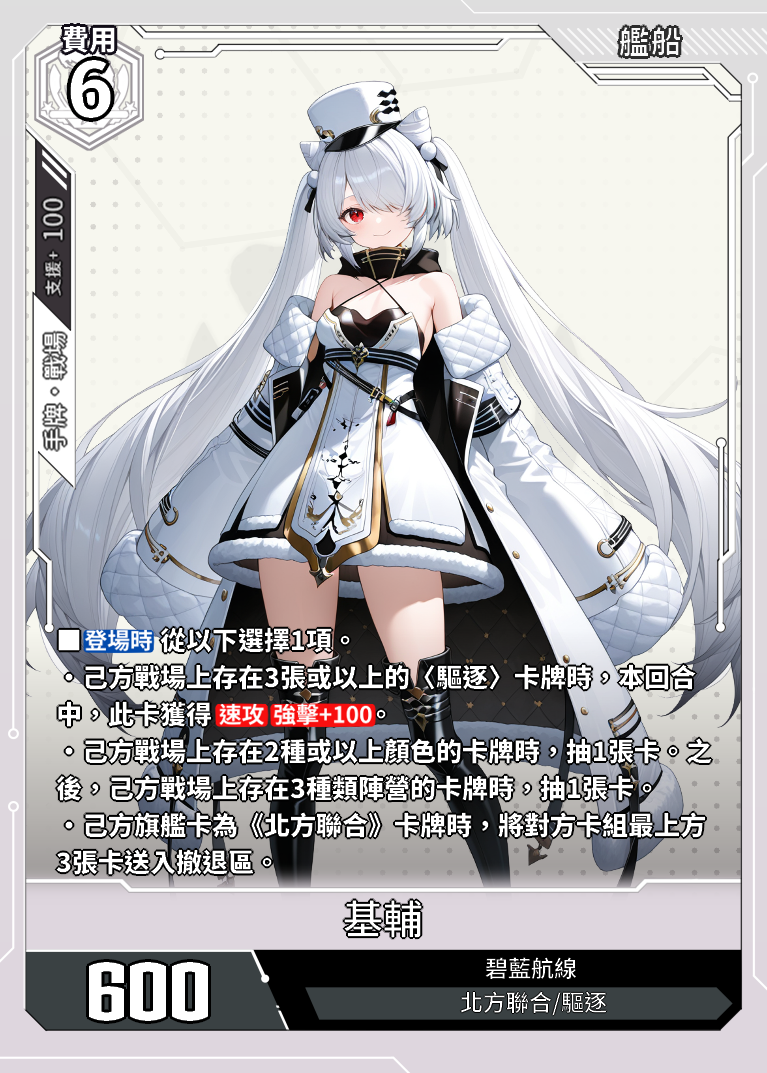 費用
6
艦船
支援+ 100
手牌・戰場
■登場時 從以下選擇1項。
・己方戰場上存在3張或以上的〈驅逐〉卡牌時，本回合
中，此卡獲得 速攻 強擊+100。
・己方戰場上存在2種或以上顏色的卡牌時，抽1張卡。之
後，己方戰場上存在3種類陣營的卡牌時，抽1張卡。
・己方旗艦卡為《北方聯合》卡牌時，將對方卡組最上方
3張卡送入撤退區。
基輔
600
碧藍航線
北方聯合/驅逐